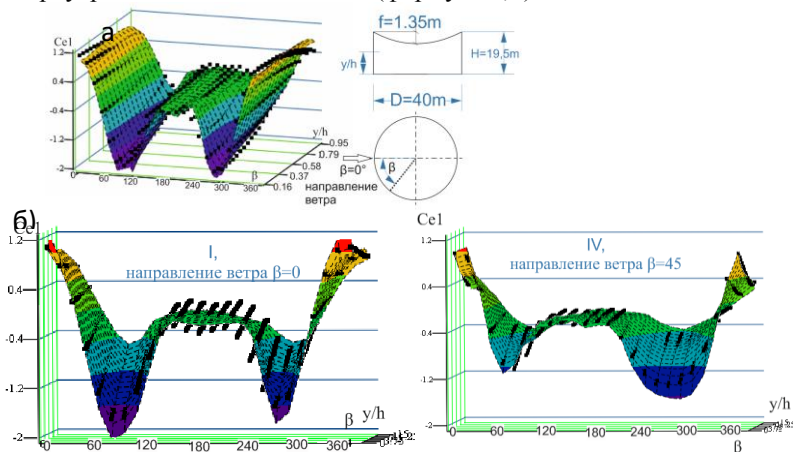 а
Ce1
1.2
0.4
-0.4
-1.2
-2
0
60
120
180
240
300
360
β
y/h
0.95
0.79
0.58
0.37
0.16
β=0°
направление
ветра
f=1.35m
y/h
H=19,5m
D=40m
β
б)
Ce1
1.2
0.4
-0.4
-1.2
-2
I,
направление ветра β=0
0
60
120
180
240
300
360
β
y/h
Ce1
1.2
0.4
0.4
-1.2
-2
IV,
направление ветра β=45
0
60
120
180
240
300
360
β
y/h